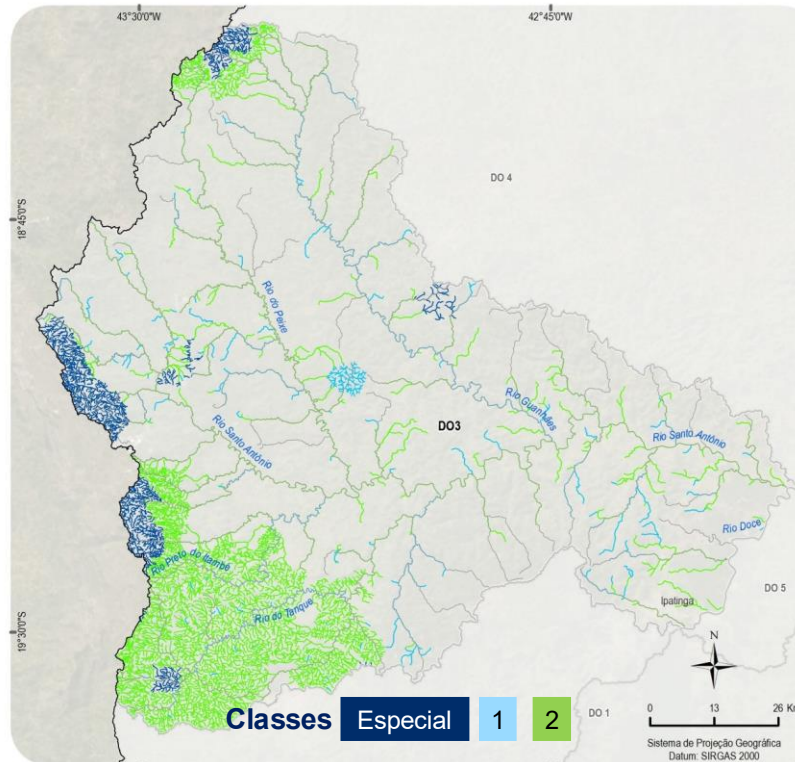 43°30'0"W
42°45'0"W
DO 4
18°45'0"S
Rio do Peixe
Rio Guanhães
DO3
Rio Santo Antônio
Rio Santo Antônio
Rio Doce
Rio Preto do Itambé
Rio do Tanque
Ipatinga
DO 5
19°30'0"S
N
Classes Especial 1 2
DO 1
0 13 26 Km
Sistema de Projeção Geográfica
Datum: SIRGAS 2000